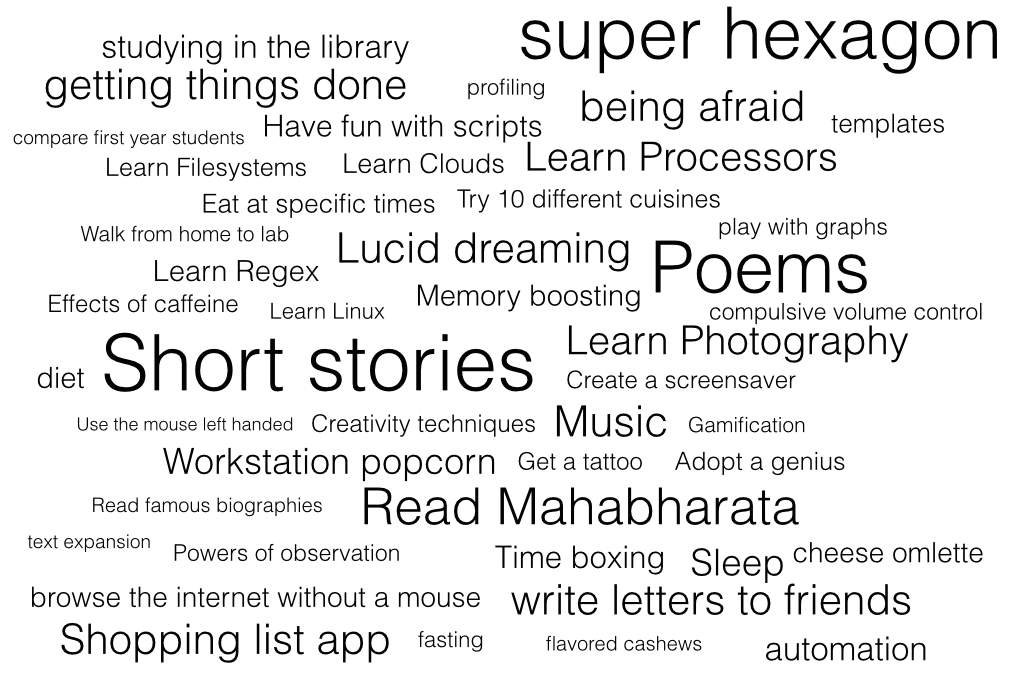 super hexagon
studying in the library
getting things done
profiling
being afraid
templates
compare first year students
Have fun with scripts
Learn Filesystems
Learn Clouds
Learn Processors
Eat at specific times
Try 10 different cuisines
Walk from home to lab
Lucid dreaming
play with graphs
Learn Regex
Poems
Effects of caffeine
Learn Linux
Memory boosting
compulsive volume control
Short stories
Learn Photography
diet
Create a screensaver
Use the mouse left handed
Creativity techniques
Music
Gamification
Workstation popcorn
Get a tattoo
Adopt a genius
Read famous biographies
Read Mahabharata
text expansion
Powers of observation
Time boxing
Sleep
cheese omlette
browse the internet without a mouse
write letters to friends
Shopping list app
fasting
flavored cashews
automation